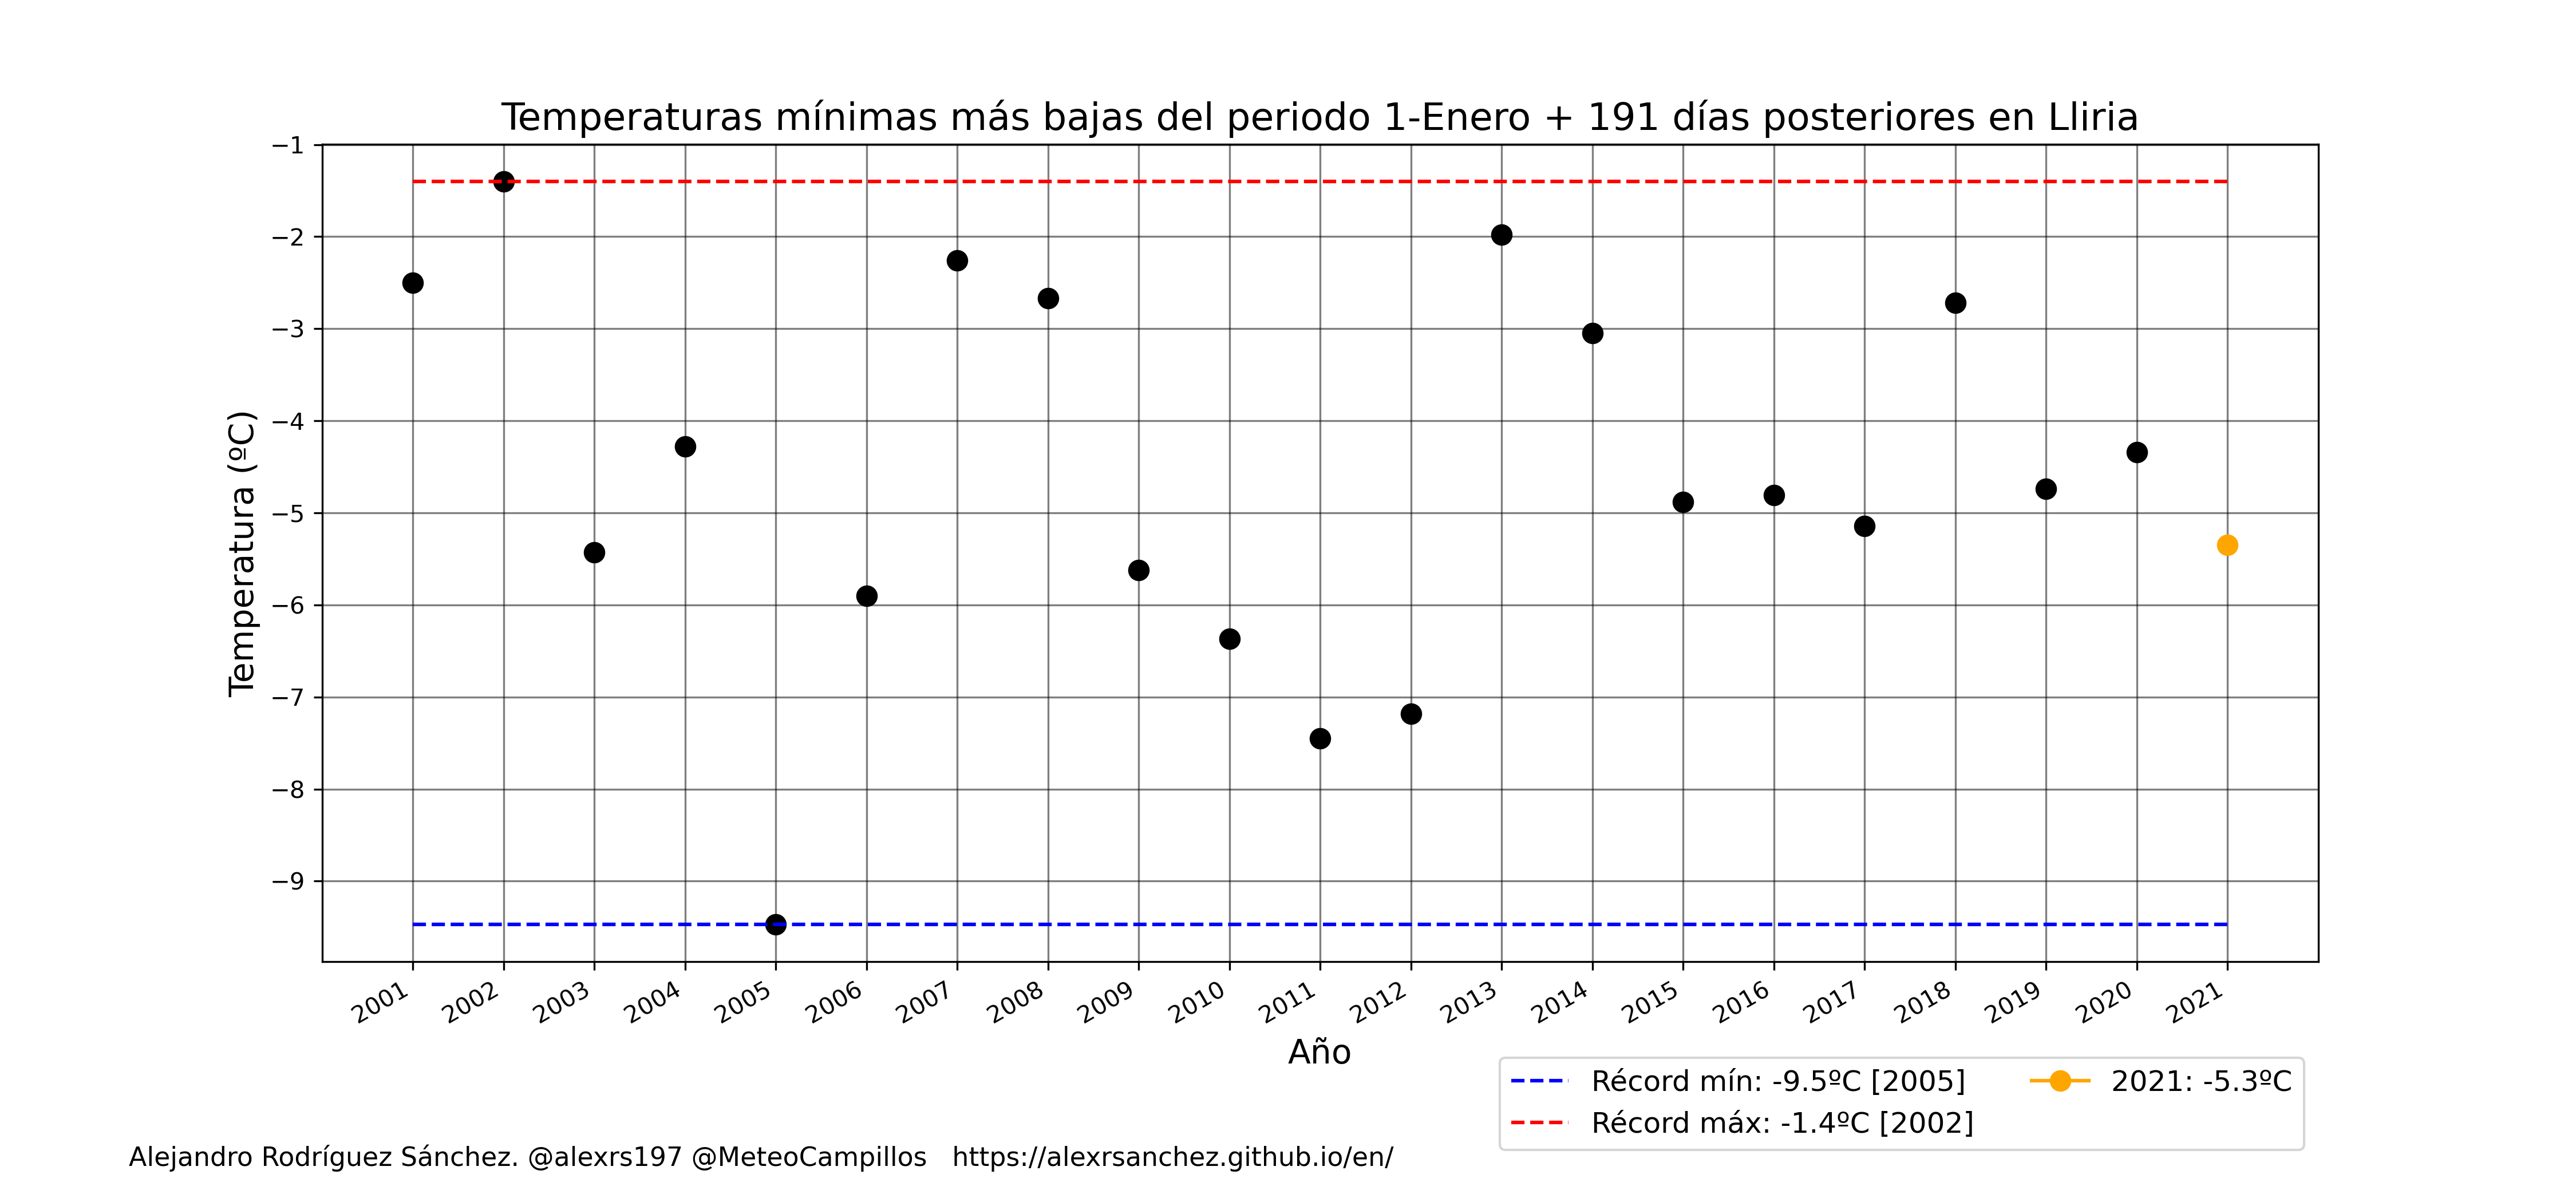 Temperaturas mínimas más bajas del periodo 1-Enero + 191 días posteriores en Lliria
Temperatura (ºC)
−1
−2
−3
−4
−5
−6
−7
−8
−9
2001 2002 2003 2004 2005 2006 2007 2008 2009 2010 2011 2012 2013 2014 2015 2016 2017 2018 2019 2020 2021
Año
Récord mín: -9.5ºC [2005]
Récord máx: -1.4ºC [2002]
2021: -5.3ºC
Alejandro Rodríguez Sánchez. @alexrs197 @MeteoCampillos https://alexrsanchez.github.io/en/